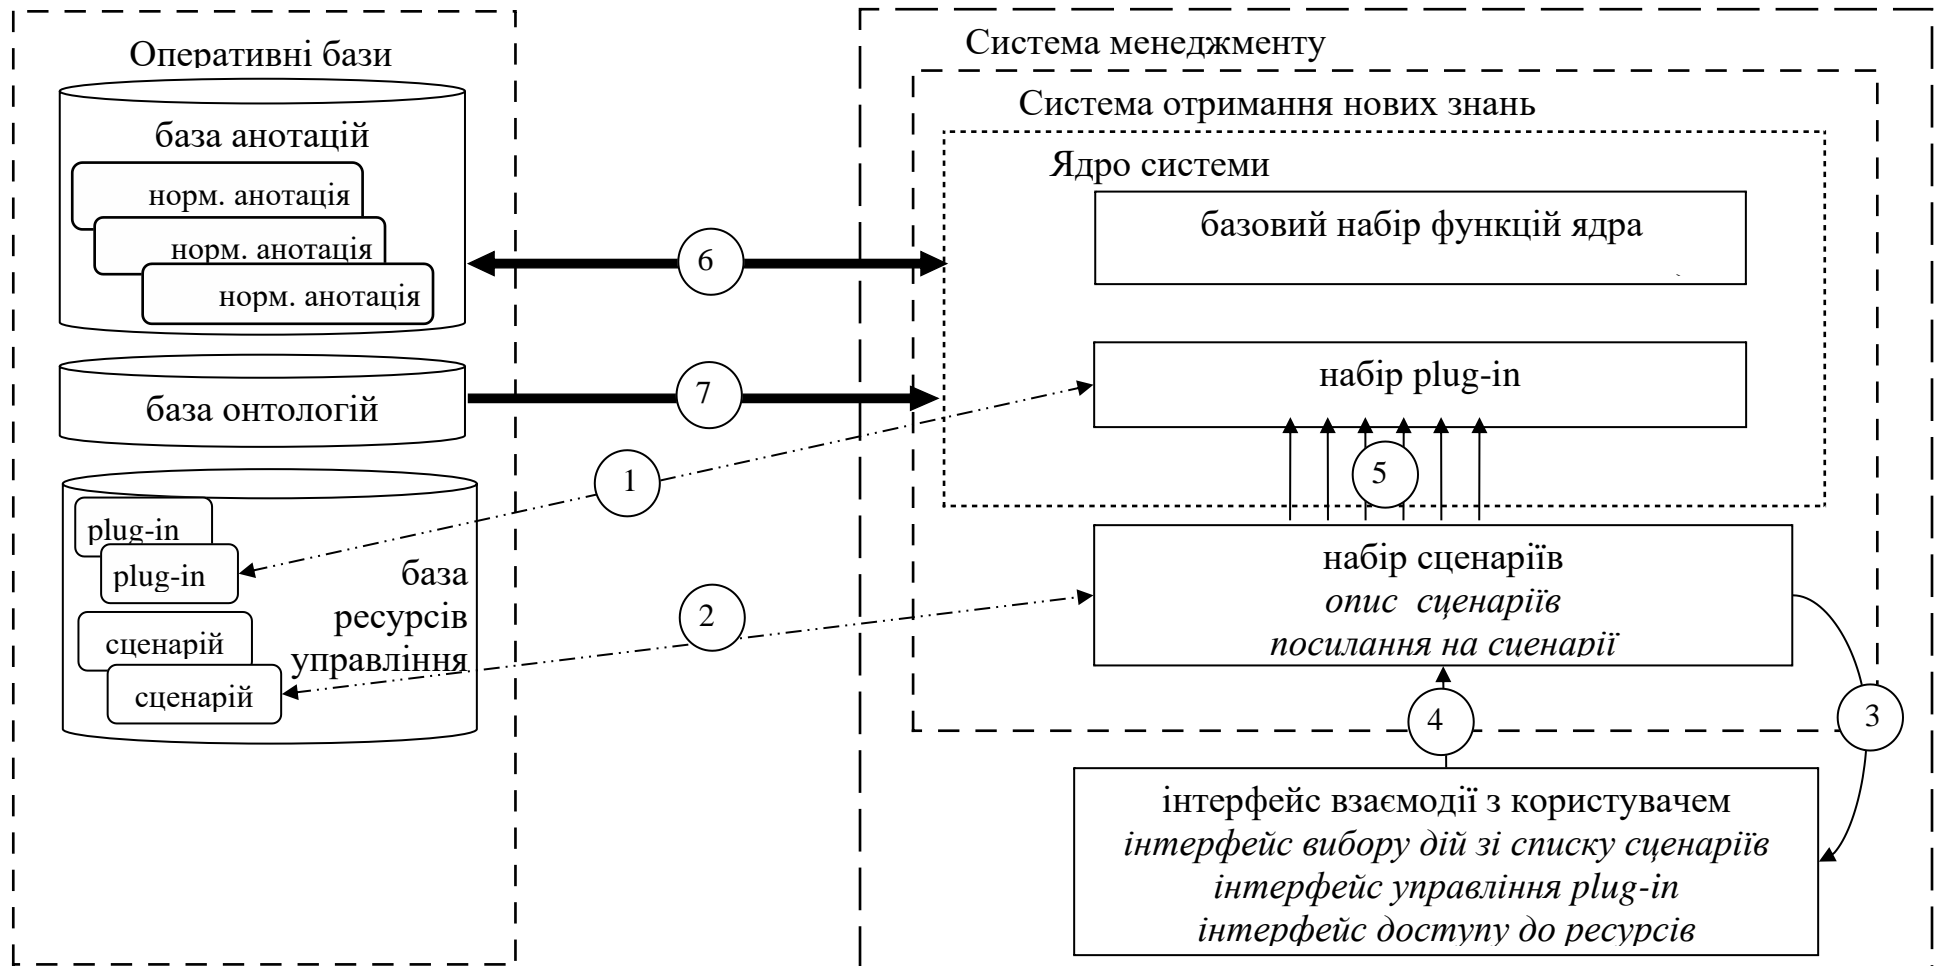 Оперативні бази
база анотацій
норм. анотація
норм. анотація
норм. анотація
база онтологій
plug-in
plug-in
база
ресурсів
управління
сценарій
сценарій
6
7
1
2
Система менеджменту
Система отримання нових знань
Ядро системи
базовий набір функцій ядра
набір plug-in
5
набір сценаріїв
опис сценаріїв
посилання на сценарії
4
3
інтерфейс взаємодії з користувачем
інтерфейс вибору дій зі списку сценаріїв
інтерфейс управління plug-in
інтерфейс доступу до ресурсів